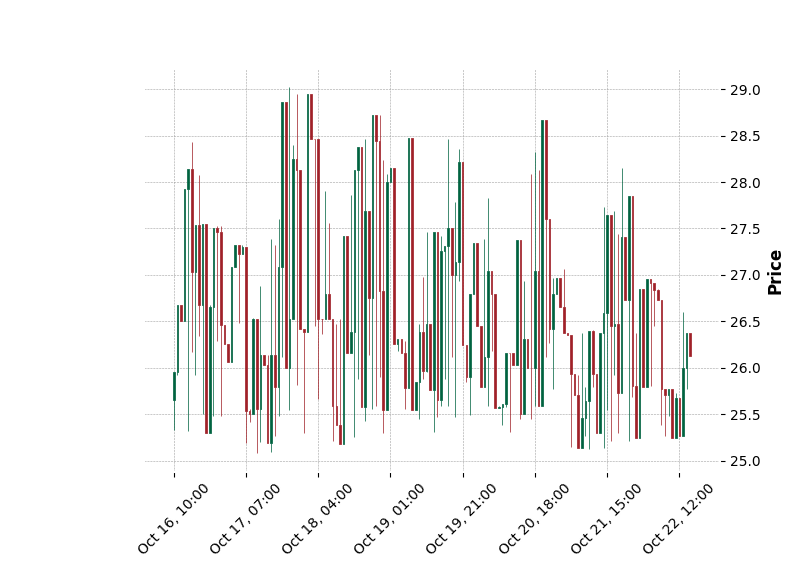 29.0
28.5
28.0
27.5
27.0
26.5
26.0
25.5
25.0
Price
Oct 16, 10:00
Oct 17, 07:00
Oct 18, 04:00
Oct 19, 01:00
Oct 19, 21:00
Oct 20, 18:00
Oct 21, 15:00
Oct 22, 12:00